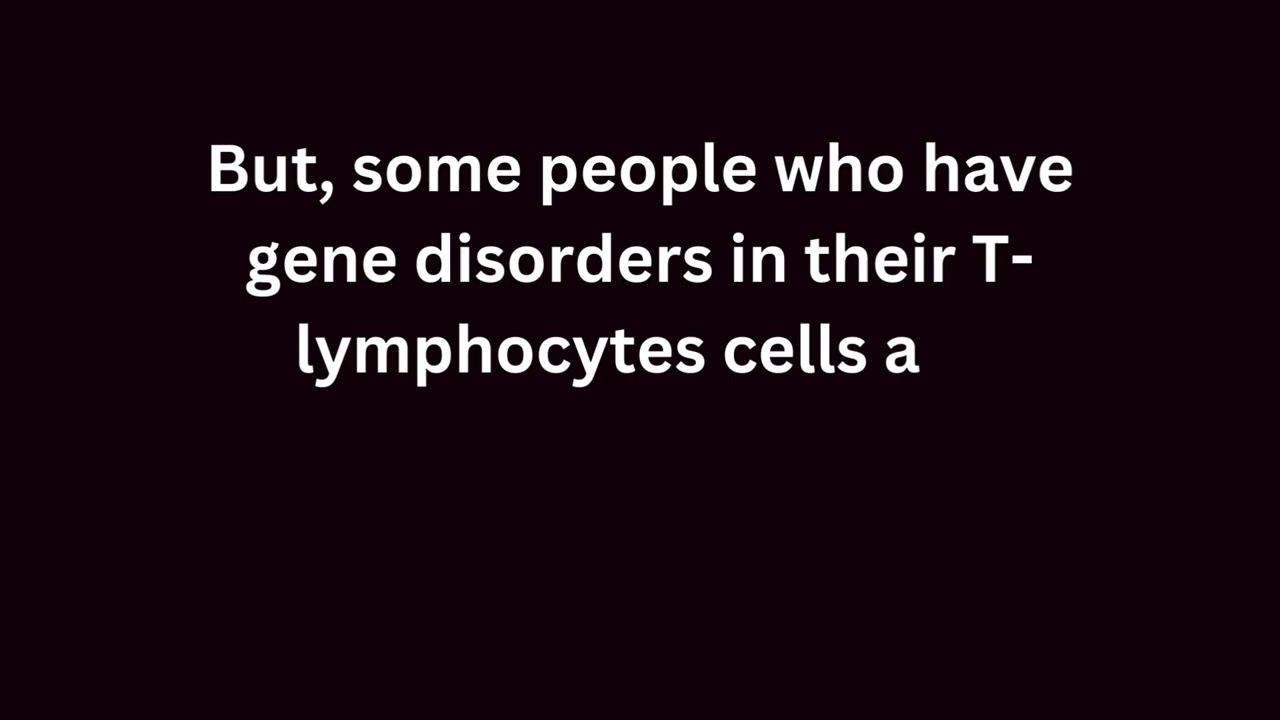 But, some people who have
gene disorders in their T-
lymphocytes cells a